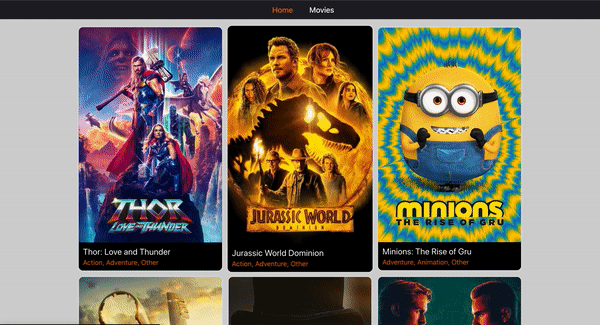 Home Movies
THOR
LOVE AND THUNDER
JURASSIC WORLD
DOMINION
MINIONS
THE RISE OF GRU
Thor: Love and Thunder
Action, Adventure, Other
Jurassic World Dominion
Action, Adventure, Other
Minions: The Rise of Gru
Adventure, Animation, Other